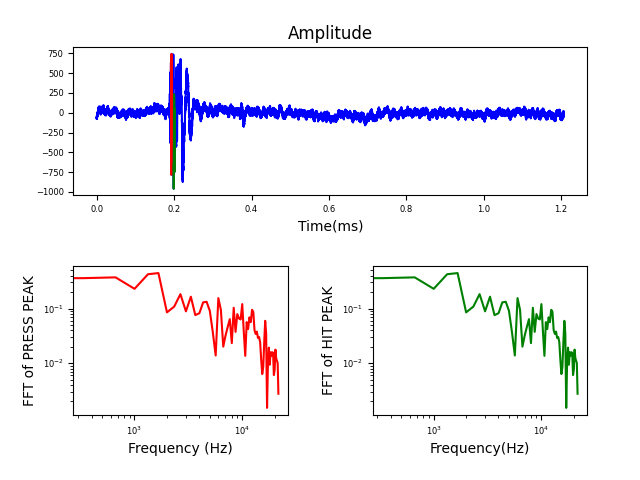 Amplitude
750
500
250
0
−250
−500
−750
−1000
0.0 0.2 0.4 0.6 0.8 1.0 1.2
Time(ms)
FFT of PRESS PEAK
10⁻¹
10⁻²
10³ 10⁴
Frequency (Hz)
FFT of HIT PEAK
10⁻¹
10⁻²
10³ 10⁴
Frequency(Hz)